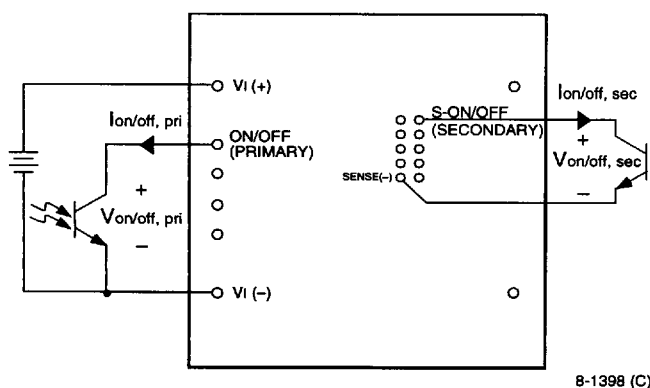 VI (+)
Ion/off, pri
ON/OFF
(PRIMARY)
+
Von/off, pri
–
VI (–)
S-ON/OFF
(SECONDARY)
SENSE(–)
Ion/off, sec
+
Von/off, sec
–
8-1398 (C)